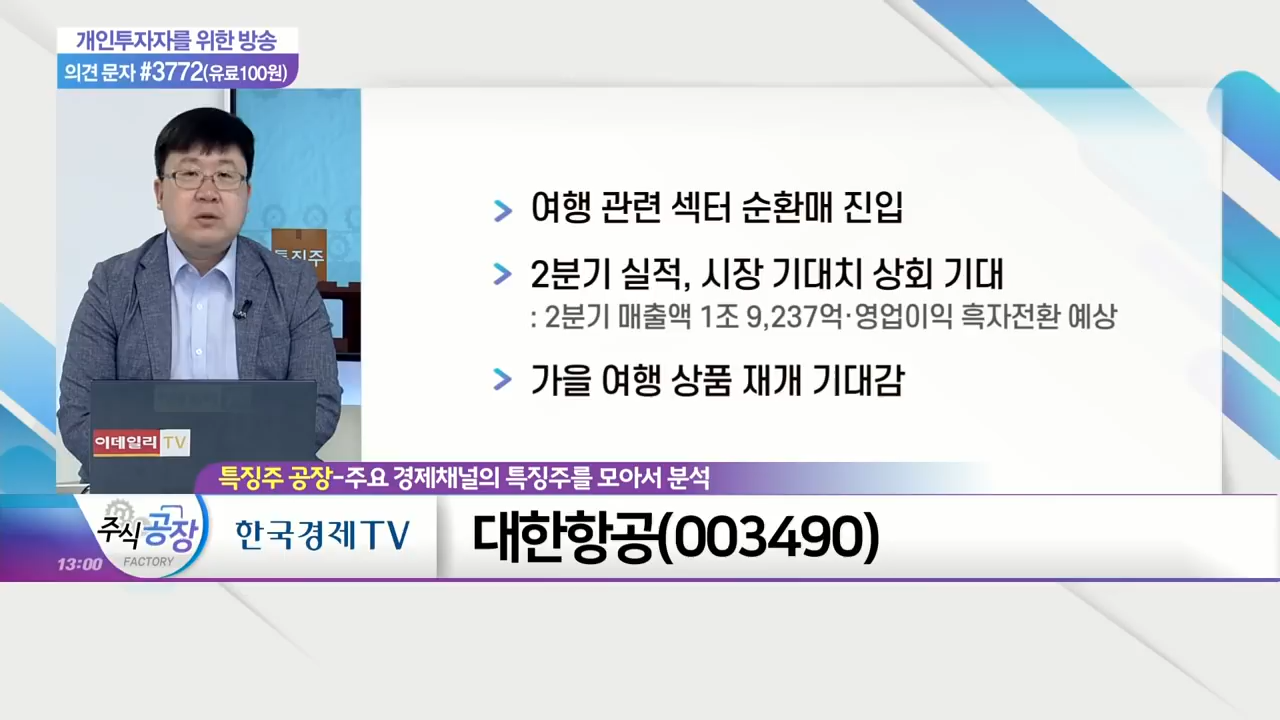 개인투자자를 위한 방송
의견 문자 #3772(유료100원)
특징주
> 여행 관련 섹터 순환매 진입
> 2분기 실적, 시장 기대치 상회 기대
: 2분기 매출액 1조 9,237억·영업이익 흑자전환 예상
> 가을 여행 상품 재개 기대감
이데일리 TV
특징주 공장-주요 경제채널의 특징주를 모아서 분석
주식공장
FACTORY
13:00
한국경제TV
대한항공(003490)